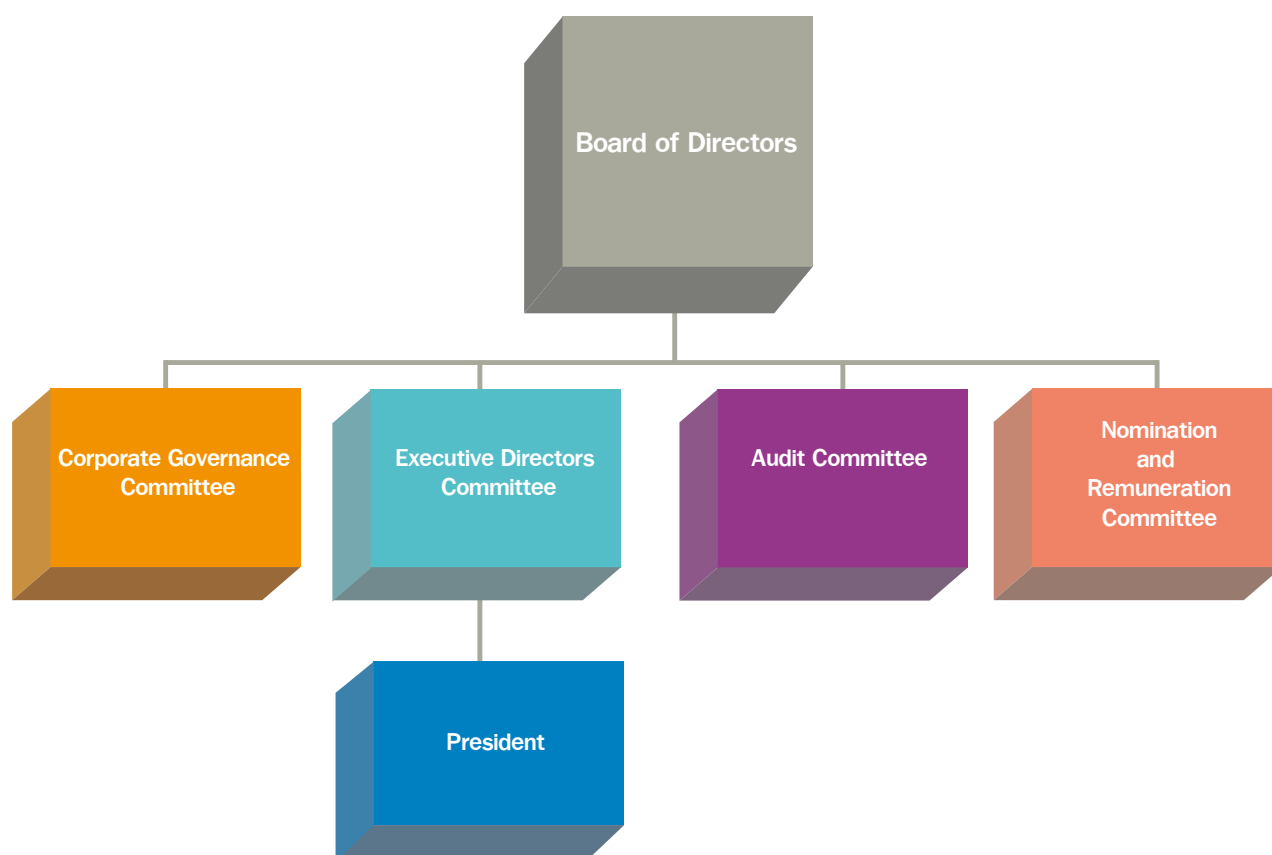 Board of Directors
Corporate Governance
Committee
Executive Directors
Committee
Audit Committee
Nomination
and
Remuneration
Committee
President